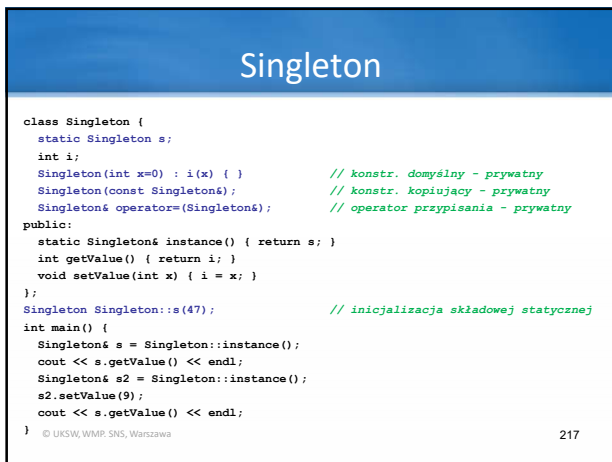 Singleton
class Singleton {
static Singleton s;
int i;
Singleton(int x=0) : i(x) { } // konstr. domyślny - prywatny
Singleton(const Singleton&); // konstr. kopiujący - prywatny
Singleton& operator=(Singleton&); // operator przypisania - prywatny
public:
static Singleton& instance() { return s; }
int getValue() { return i; }
void setValue(int x) { i = x; }
};
Singleton Singleton::s(47); // inicjalizacja składowej statycznej
int main() {
Singleton& s = Singleton::instance();
cout << s.getValue() << endl;
Singleton& s2 = Singleton::instance();
s2.setValue(9);
cout << s.getValue() << endl;
}
© UKSW, WMP. SNS, Warszawa
217